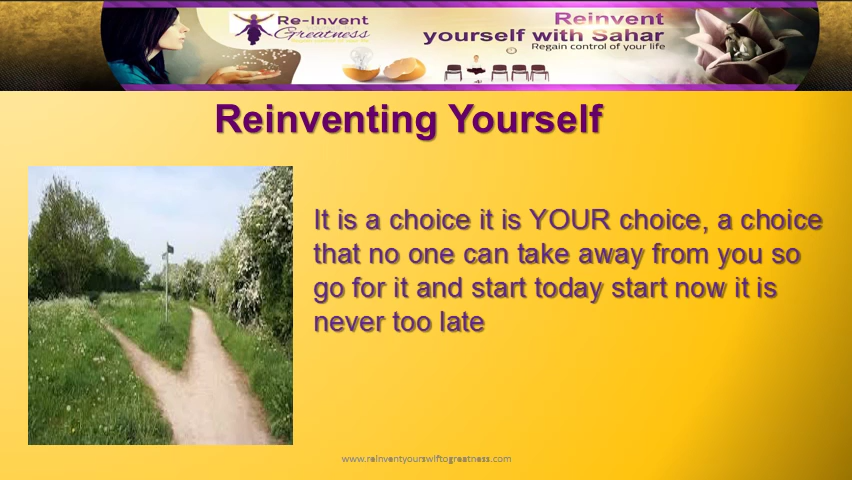 Re-Invent
Greatness
Reinvent
yourself with Sahar
Regain control of your life
Reinventing Yourself
It is a choice it is YOUR choice, a choice
that no one can take away from you so
go for it and start today start now it is
never too late
www.reinventyourswiftogreatness.com